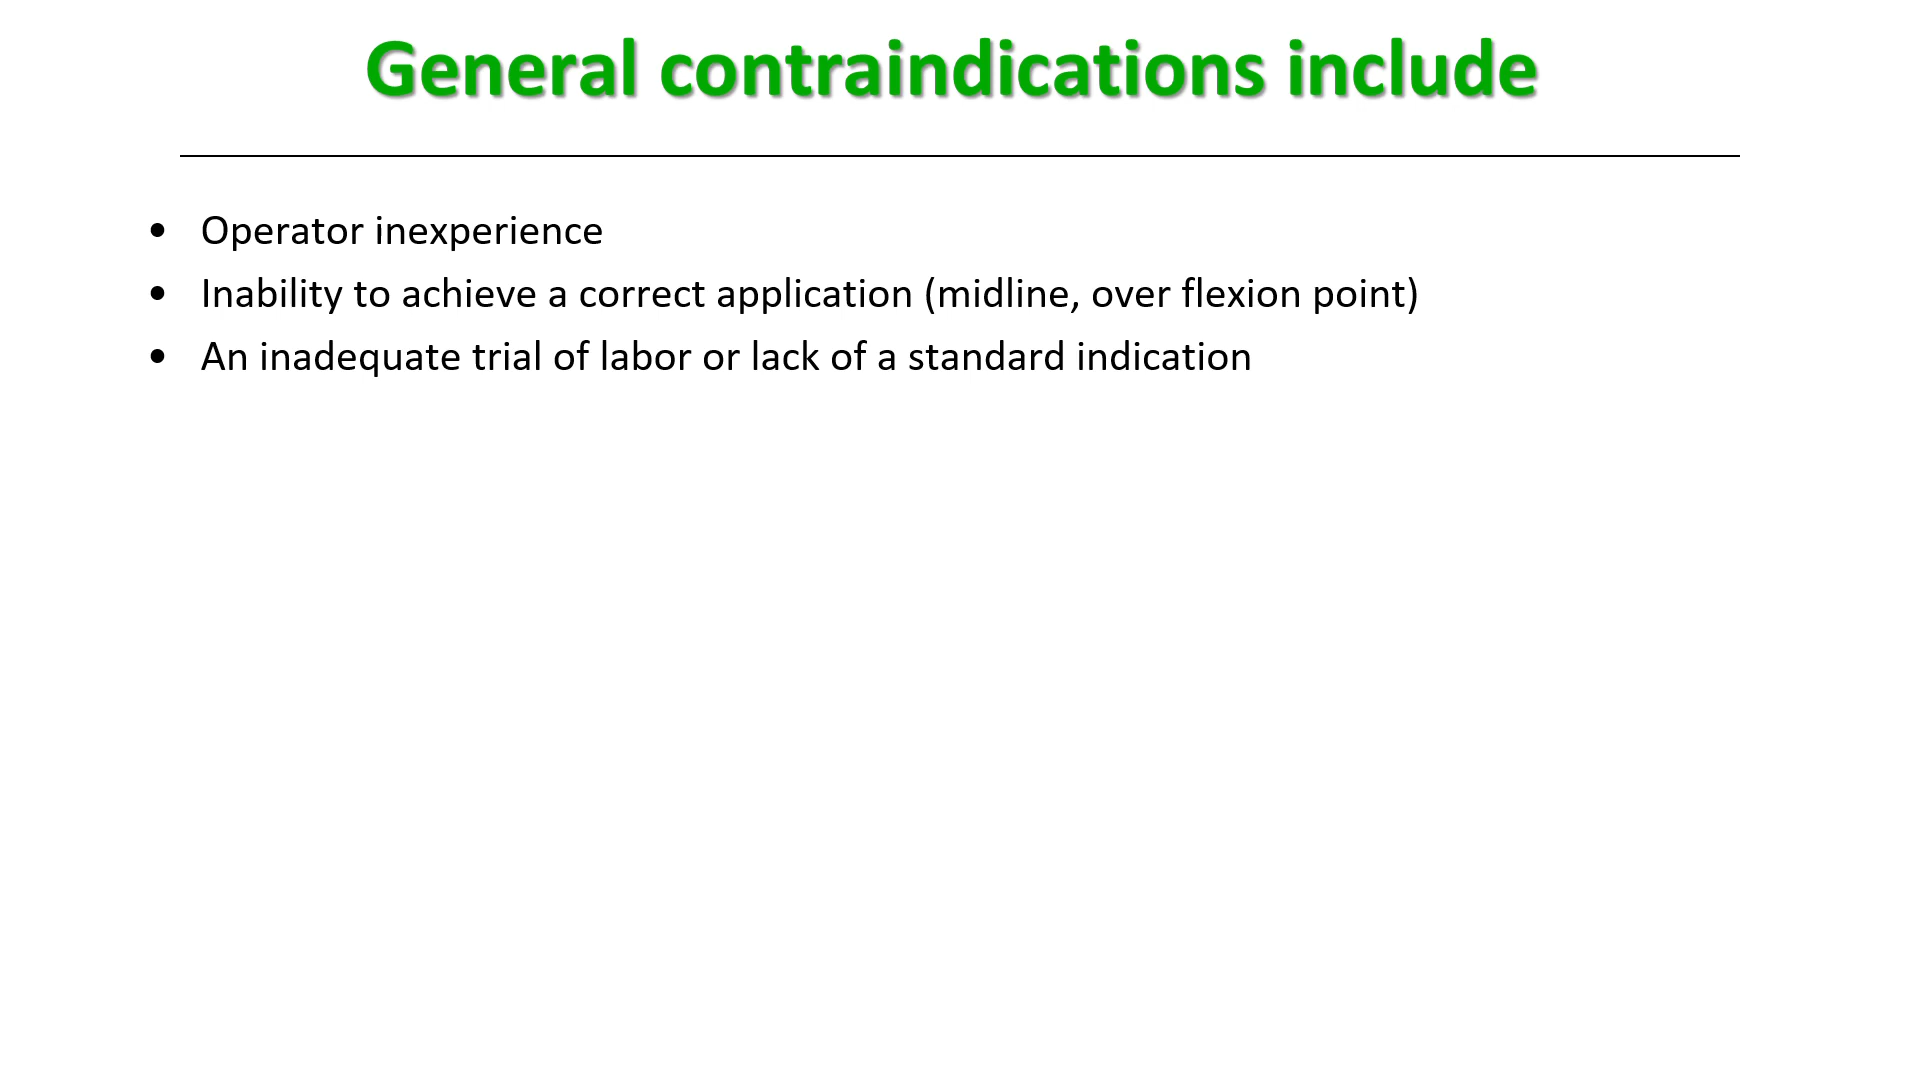 General contraindications include
• Operator inexperience
• Inability to achieve a correct application (midline, over flexion point)
• An inadequate trial of labor or lack of a standard indication